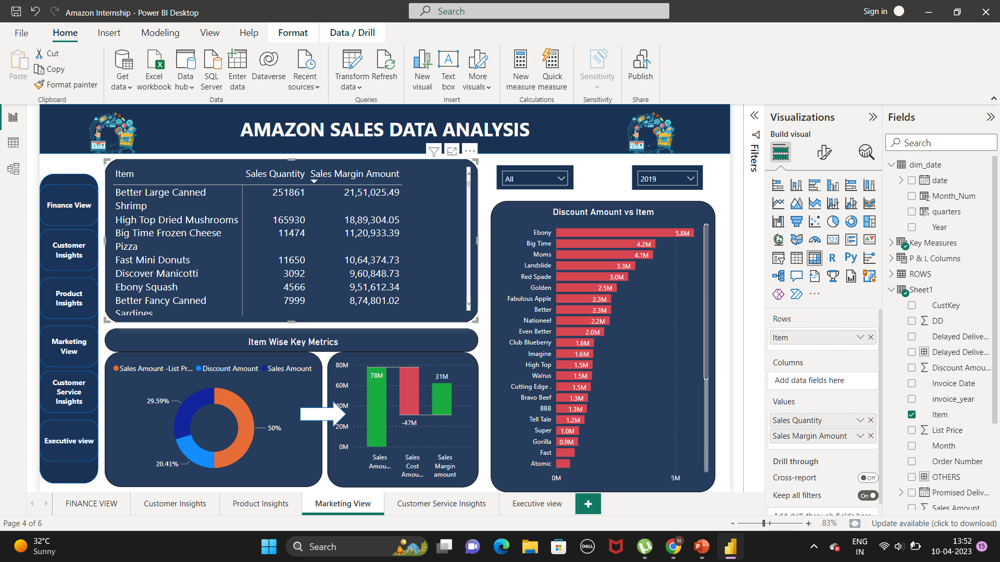 Amazon Internship - Power BI Desktop
Search
Sign in
File
Home
Insert
Modeling
View
Help
Format
Data / Drill
Paste
Cut
Copy
Format painter
Clipboard
Get data
Excel workbook
Data hub
SQL Server
Enter data
Dataverse
Recent sources
Data
Transform data
Refresh
Queries
New visual
Text box
More visuals
Insert
New measure
Quick measure
Calculations
Sensitivity
Sensitivity
Publish
Share
AMAZON SALES DATA ANALYSIS
Finance View
Customer
Insights
Product
Insights
Marketing
View
Customer
Service
Insights
Executive view
Item Sales Quantity Sales Margin Amount
Better Large Canned 251861 21,51,025.49
Shrimp
High Top Dried Mushrooms 165930 18,89,304.05
Big Time Frozen Cheese 11474 11,20,933.39
Pizza
Fast Mini Donuts 11650 10,64,374.73
Discover Manicotti 3092 9,60,848.73
Ebony Squash 4566 9,51,612.34
Better Fancy Canned 7999 8,74,801.02
Sardines
Item Wise Key Metrics
Sales Amount -List Pr... Discount Amount Sales Amount
29.59%
50%
20.41%
80M
60M
40M
20M
0M
78M
-47M
31M
Sales
Amou...
Sales
Cost
Amou...
Sales
Margin
amount
All
2019
Discount Amount vs Item
Ebony 5.8M
Big Time 4.2M
Moms 4.1M
Landslide 3.3M
Red Spade 3.0M
Golden 2.5M
Fabulous Apple 2.3M
Better 2.3M
Nationeel 2.2M
Even Better 2.0M
Club Blueberry 1.6M
Imagine 1.6M
High Top 1.5M
Walrus 1.5M
Cutting Edge . 1.5M
Bravo Beef 1.3M
BBB 1.3M
Tell Tale 1.2M
Super 1.0M
Gorilla 0.9M
Fast
Atomic
0M 5M
Filters
Visualizations
Build visual
123
R
Py
Rows
Item
Columns
Add data fields here
Values
Sales Quantity
Sales Margin Amount
Drill through
Cross-report
Off
Keep all filters
On
Add drill-through fields here
Fields
Search
dim_date
date
Month_Num
quarters
Year
Key Measures
P & L Columns
ROWS
Sheet1
CustKey
DD
Delayed Delive...
Delayed Delive...
Discount Amou...
Invoice Date
invoice_year
Item
List Price
Month
Order Number
OTHERS
Promised Deliv...
Sales Amount
FINANCE VIEW
Customer Insights
Product Insights
Marketing View
Customer Service Insights
Executive view
Page 4 of 6
83%
Update available (click to download)
32°C
Sunny
Search
DELL
N
P
ENG
IN
13:52
10-04-2023
15